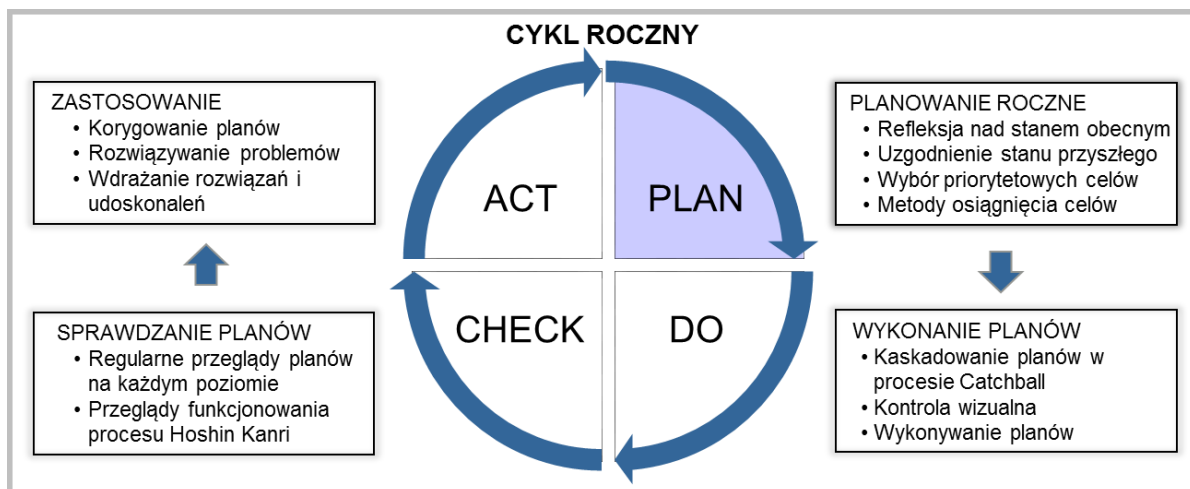 CYKL ROCZNY
ZASTOSOWANIE
• Korygowanie planów
• Rozwiązywanie problemów
• Wdrażanie rozwiązań i
udoskonaleń
ACT
PLAN
PLANOWANIE ROCZNE
• Refleksja nad stanem obecnym
• Uzgodnienie stanu przyszłego
• Wybór priorytetowych celów
• Metody osiągnięcia celów
SPRAWDZANIE PLANÓW
• Regularne przeglądy planów
na każdym poziomie
• Przeglądy funkcjonowania
procesu Hoshin Kanri
CHECK
DO
WYKONANIE PLANÓW
• Kaskadowanie planów w
procesie Catchball
• Kontrola wizualna
• Wykonywanie planów